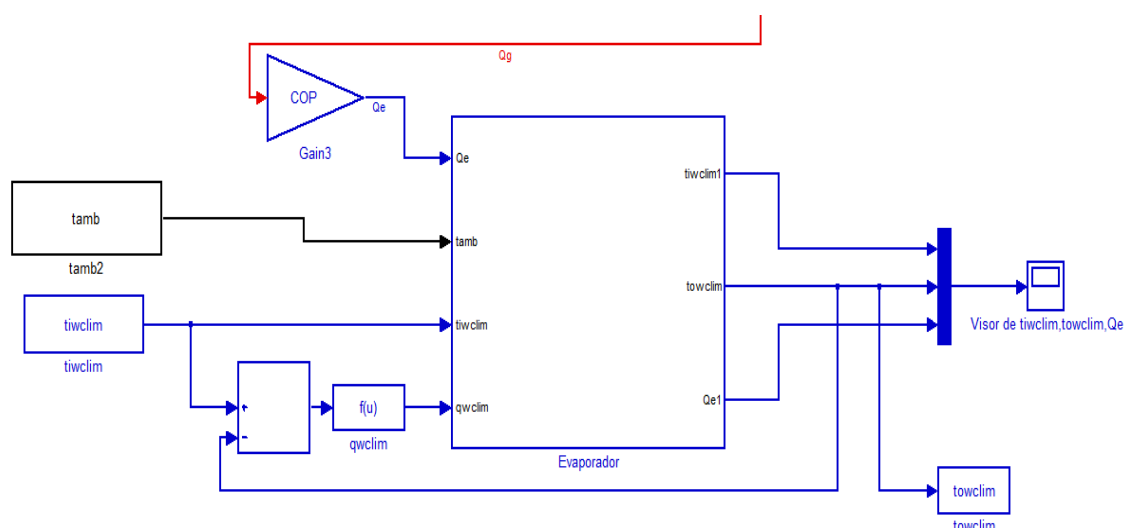 Qg
COP
Qe
Gain3
Qe
tiwclim1
tamb
tamb
tamb2
towclim
tiwclim
tiwclim
tiwclim
Visor de tiwclim,towclim,Qe
+
-
f(u)
qwclim
Qe1
qwclim
Evaporador
towclim
towclim